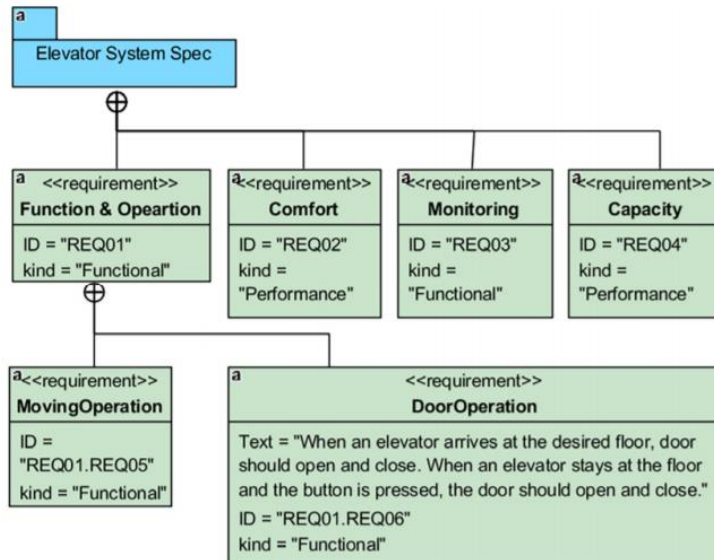 a
Elevator System Spec
a
<<requirement>>
Function & Opeartion
ID = "REQ01"
kind = "Functional"
a
<<requirement>>
Comfort
ID = "REQ02"
kind =
"Performance"
a
<<requirement>>
Monitoring
ID = "REQ03"
kind =
"Functional"
a
<<requirement>>
Capacity
ID = "REQ04"
kind =
"Performance"
a
<<requirement>>
MovingOperation
ID =
"REQ01.REQ05"
kind = "Functional"
a
<<requirement>>
DoorOperation
Text = "When an elevator arrives at the desired floor, door
should open and close. When an elevator stays at the floor
and the button is pressed, the door should open and close."
ID = "REQ01.REQ06"
kind = "Functional"